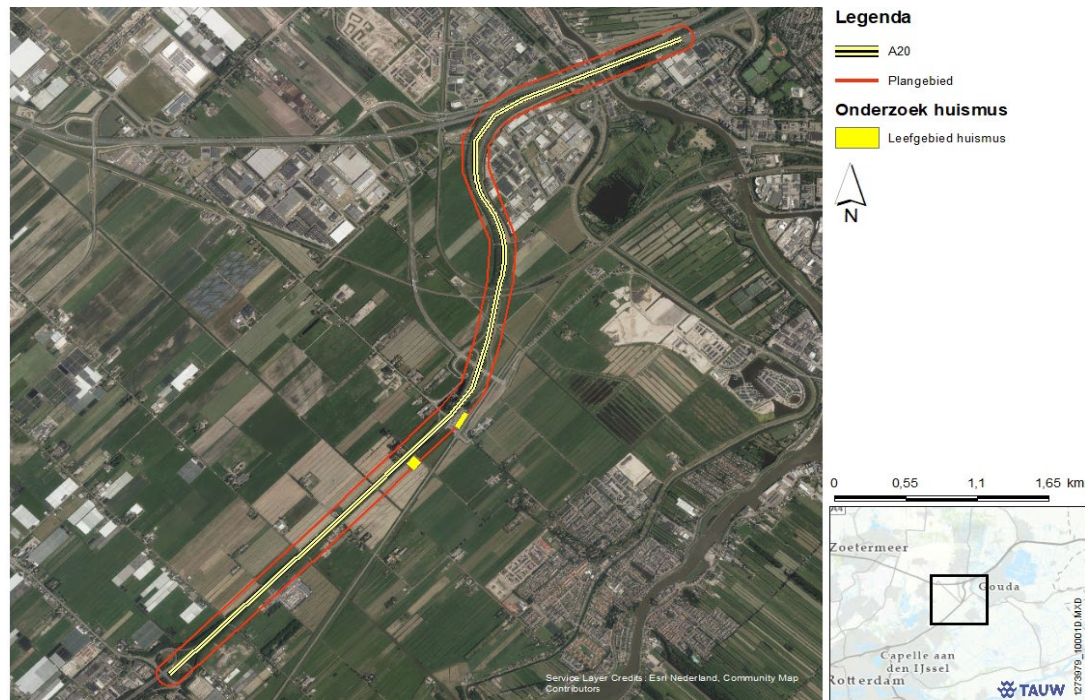 Legenda
A20
Plangebied
Onderzoek huismus
Leefgebied huismus
N
0 0,55 1,1 1,65 km
Service Layer Credits: Esri Nederland, Community Map
Contributors
A4
Zoetermeer
Gouda
Capelle aan
den IJssel
Rotterdam
TAUW